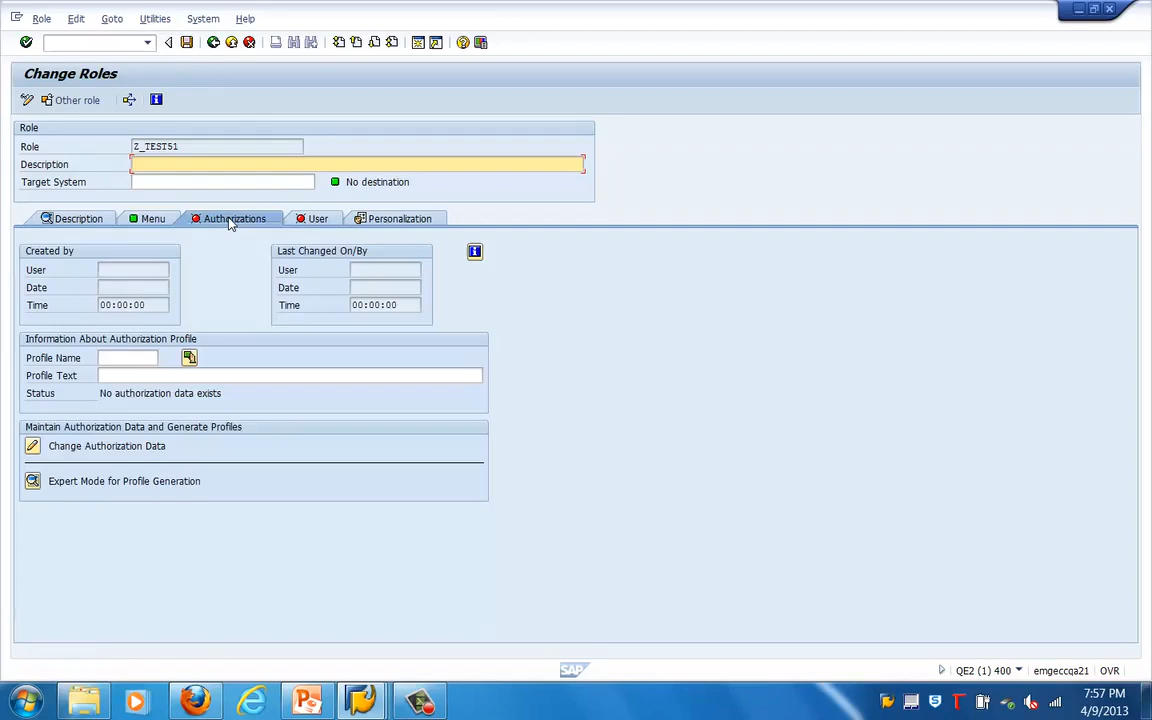 Role Edit Goto Utilities System Help
Change Roles
Other role
Role
Role Z_TEST51
Description
Target System No destination
Description Menu Authorizations User Personalization
Created by Last Changed On/By
User User
Date Date
Time 00:00:00 Time 00:00:00
Information About Authorization Profile
Profile Name
Profile Text
Status No authorization data exists
Maintain Authorization Data and Generate Profiles
Change Authorization Data
Expert Mode for Profile Generation
SAP
QE2 (1) 400 emgeccqa21 OVR
7:57 PM
4/9/2013